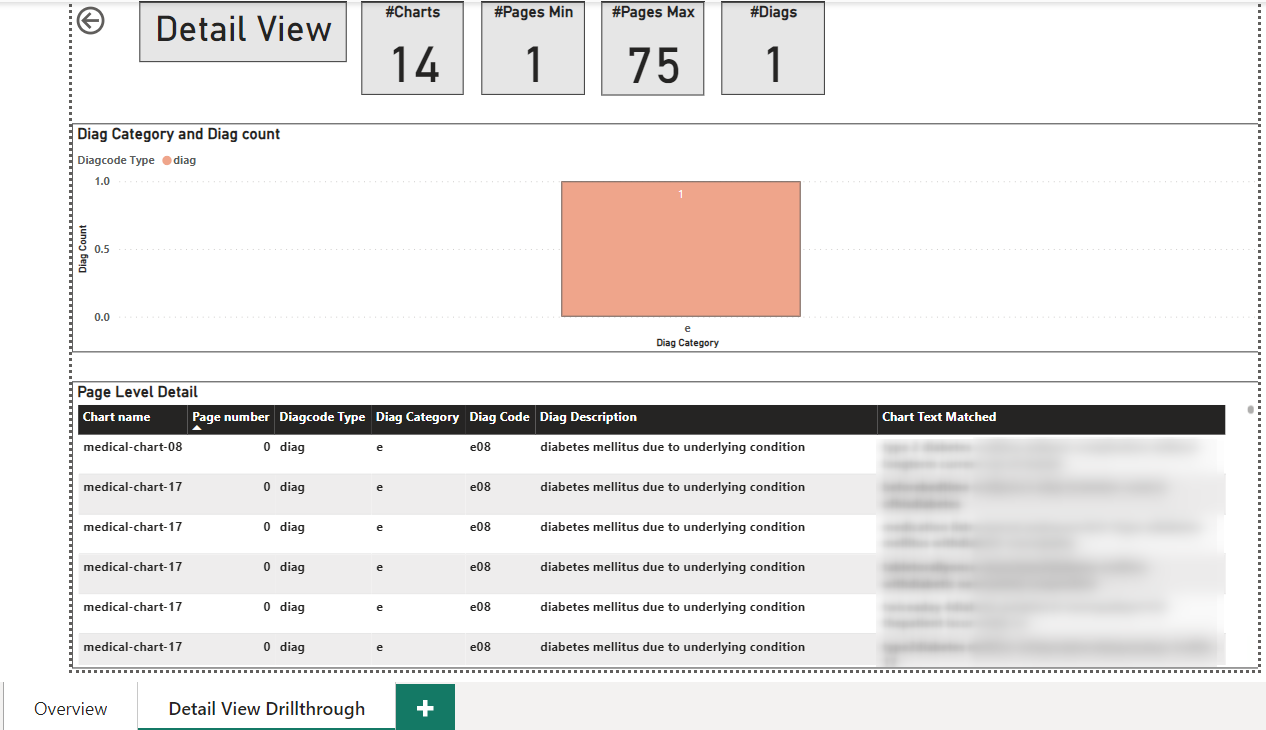 Detail View
#Charts
14
#Pages Min
1
#Pages Max
75
#Diags
1
Diag Category and Diag count
Diagcode Type diag
1.0
0.5
0.0
Diag Count
1
e
Diag Category
Page Level Detail
Chart name Page number Diagcode Type Diag Category Diag Code Diag Description Chart Text Matched
medical-chart-08 0 diag e e08 diabetes mellitus due to underlying condition
medical-chart-17 0 diag e e08 diabetes mellitus due to underlying condition
medical-chart-17 0 diag e e08 diabetes mellitus due to underlying condition
medical-chart-17 0 diag e e08 diabetes mellitus due to underlying condition
medical-chart-17 0 diag e e08 diabetes mellitus due to underlying condition
medical-chart-17 0 diag e e08 diabetes mellitus due to underlying condition
Overview Detail View Drillthrough +